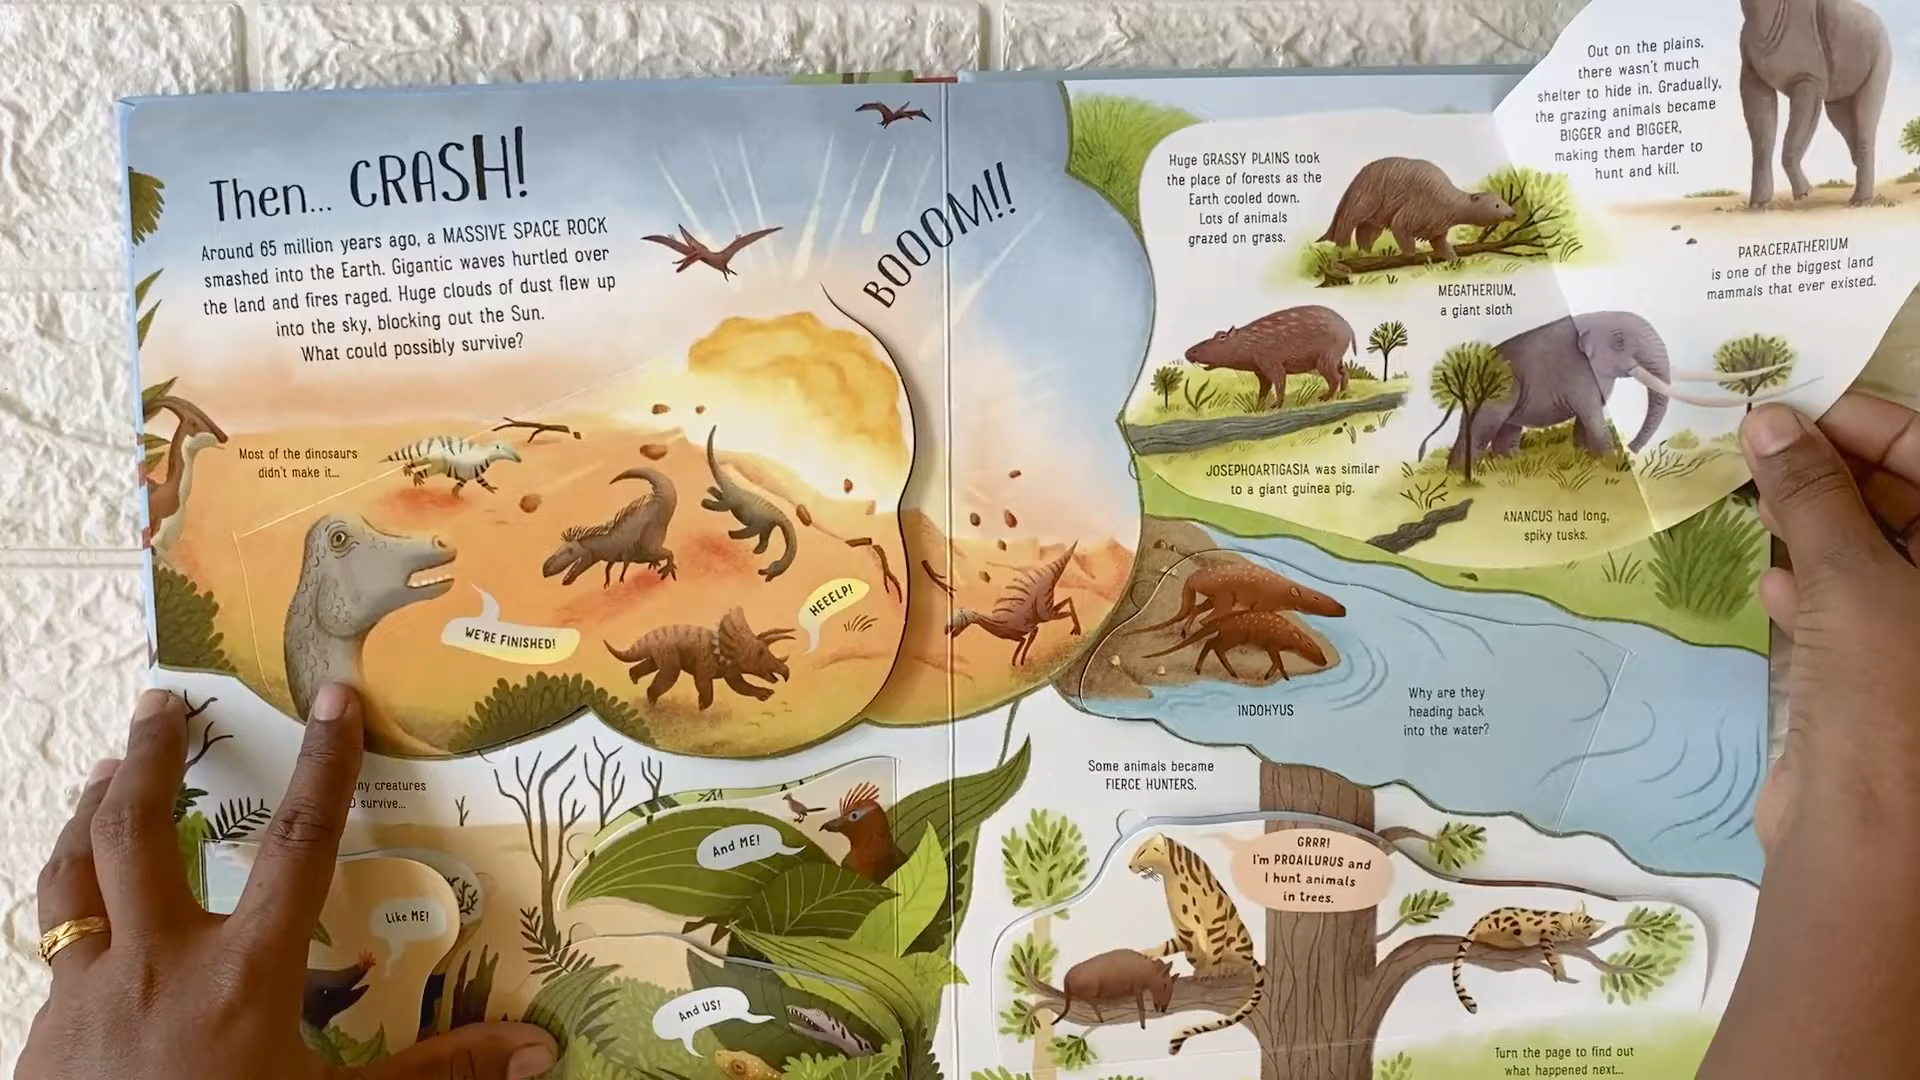 Then... CRASH!
Around 65 million years ago, a MASSIVE SPACE ROCK
smashed into the Earth. Gigantic waves hurtled over
the land and fires raged. Huge clouds of dust flew up
into the sky, blocking out the Sun.
What could possibly survive?
BOOOM!!
Most of the dinosaurs
didn't make it...
WE'RE FINISHED!
HEEELP!
creatures
survive...
Like ME!
And ME!
And US!
Huge GRASSY PLAINS took
the place of forests as the
Earth cooled down.
Lots of animals
grazed on grass.
MEGATHERIUM,
a giant sloth
JOSEPHOARTIGASIA was similar
to a giant guinea pig.
ANANCUS had long,
spiky tusks.
Out on the plains,
there wasn't much
shelter to hide in. Gradually,
the grazing animals became
BIGGER and BIGGER,
making them harder to
hunt and kill.
PARACERATHERIUM
is one of the biggest land
mammals that ever existed.
INDOHYUS
Why are they
heading back
into the water?
Some animals became
FIERCE HUNTERS.
GRRR!
I'm PROAILURUS and
I hunt animals
in trees.
Turn the page to find out
what happened next...